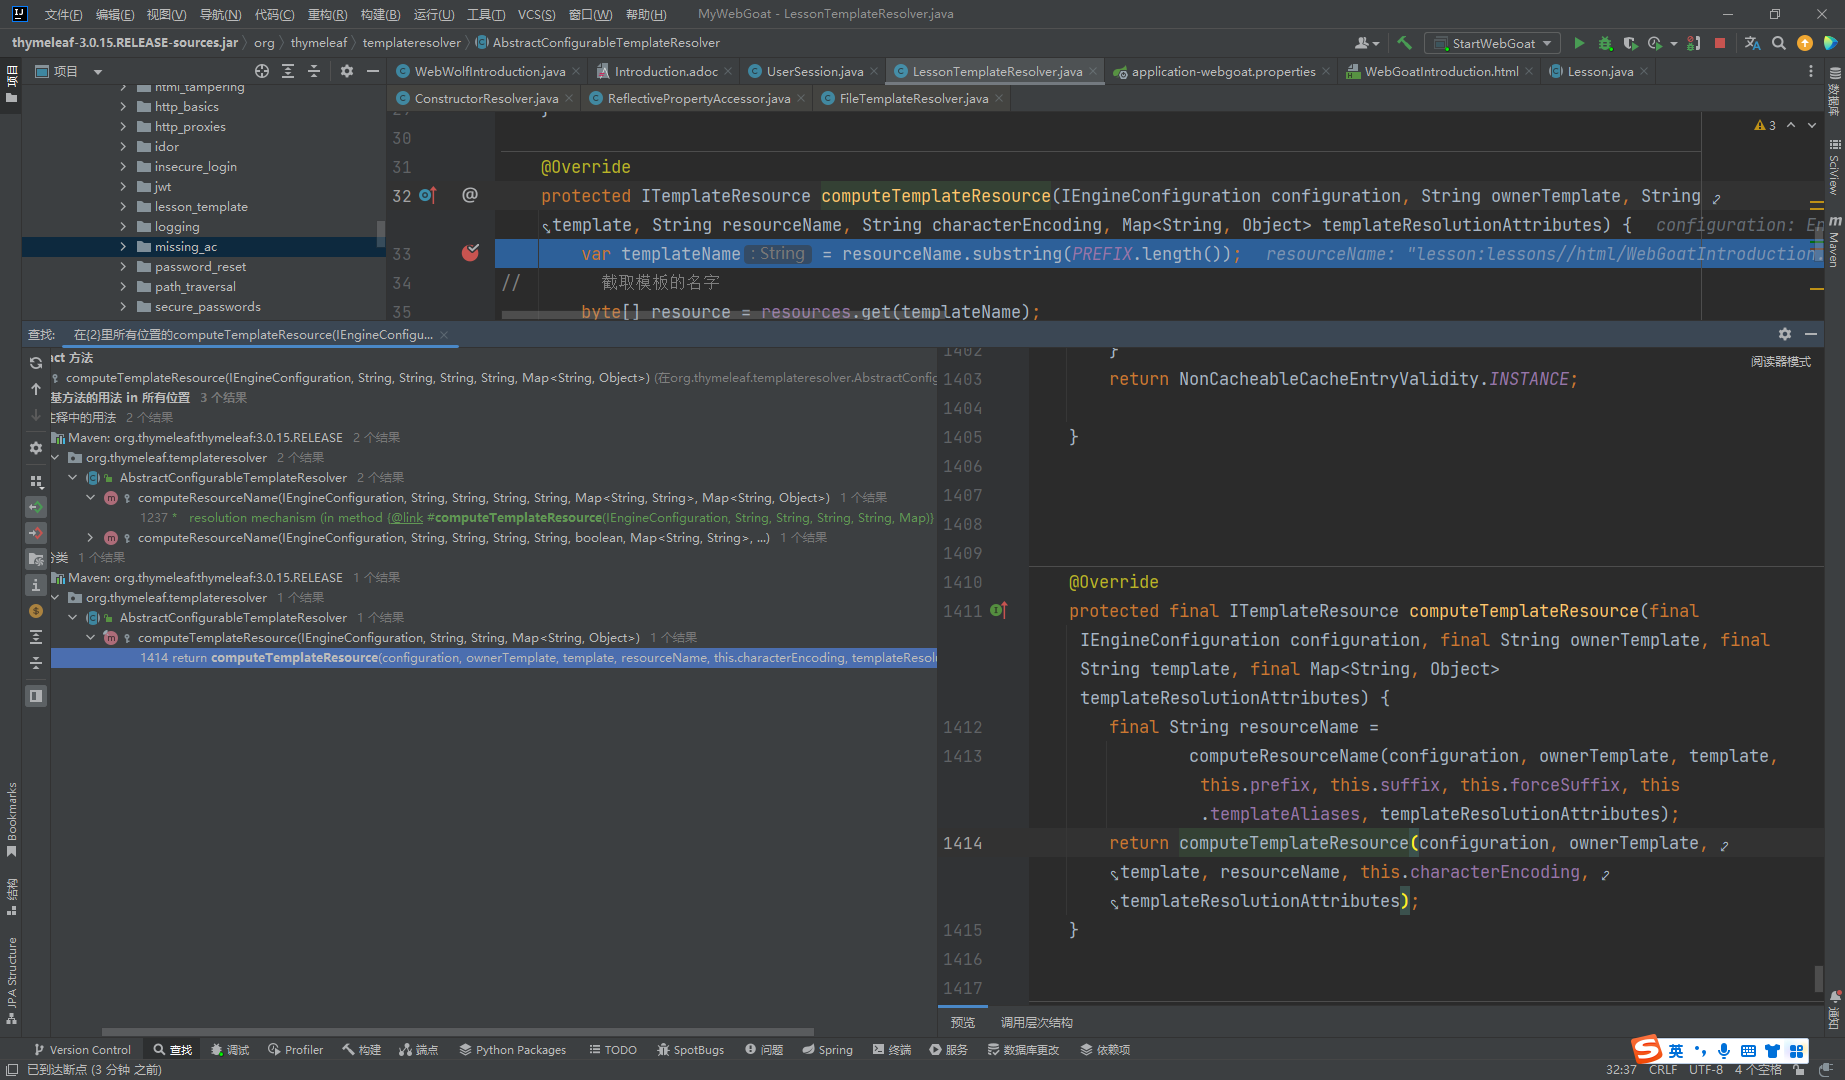 文件(F) 编辑(E) 视图(V) 导航(N) 代码(C) 重构(R) 构建(B) 运行(U) 工具(T) VCS(S) 窗口(W) 帮助(H) MyWebGoat - LessonTemplateResolver.java
thymeleaf-3.0.15.RELEASE-sources.jar org thymeleaf templateresolver AbstractConfigurableTemplateResolver StartWebGoat
项目
项目
WebWolfIntroduction.java Introduction.adoc UserSession.java LessonTemplateResolver.java application-webgoat.properties WebGoatIntroduction.html Lesson.java
ConstructorResolver.java ReflectivePropertyAccessor.java FileTemplateResolver.java
html_tampering
http_basics
http_proxies
idor
insecure_login
jwt
lesson_template
logging
missing_ac
password_reset
path_traversal
secure_passwords
3
30
31 @Override
32 @ protected ITemplateResource computeTemplateResource(IEngineConfiguration configuration, String ownerTemplate, String
template, String resourceName, String characterEncoding, Map<String, Object> templateResolutionAttributes) { configuration: En
33 var templateName : String = resourceName.substring(PREFIX.length()); resourceName: "lesson:lessons//html/WebGoatIntroduction.
34 // 截取模板的名字
35 byte[] resource = resources.get(templateName);
数据库
SciView
Maven
通知
查找: 在{2}里所有位置的computeTemplateResource(IEngineConfigu...
act 方法
computeTemplateResource(IEngineConfiguration, String, String, String, String, Map<String, Object>) (在org.thymeleaf.templateresolver.AbstractConfig
基方法的用法 in 所有位置 3 个结果
注释中的用法 2 个结果
Maven: org.thymeleaf:thymeleaf:3.0.15.RELEASE 2 个结果
org.thymeleaf.templateresolver 2 个结果
AbstractConfigurableTemplateResolver 2 个结果
computeResourceName(IEngineConfiguration, String, String, String, String, Map<String, String>, Map<String, Object>) 1 个结果
1237 * resolution mechanism (in method {@link #computeTemplateResource(IEngineConfiguration, String, String, String, String, Map)}
computeResourceName(IEngineConfiguration, String, String, String, String, boolean, Map<String, String>, ...) 1 个结果
分类 1 个结果
Maven: org.thymeleaf:thymeleaf:3.0.15.RELEASE 1 个结果
org.thymeleaf.templateresolver 1 个结果
AbstractConfigurableTemplateResolver 1 个结果
computeTemplateResource(IEngineConfiguration, String, String, Map<String, Object>) 1 个结果
1414 return computeTemplateResource(configuration, ownerTemplate, template, resourceName, this.characterEncoding, templateResolu
阅读器模式
1402 }
1403 return NonCacheableCacheEntryValidity.INSTANCE;
1404
1405 }
1406
1407
1408
1409
1410 @Override
1411 protected final ITemplateResource computeTemplateResource(final
IEngineConfiguration configuration, final String ownerTemplate, final
String template, final Map<String, Object>
templateResolutionAttributes) {
1412 final String resourceName =
1413 computeResourceName(configuration, ownerTemplate, template,
this.prefix, this.suffix, this.forceSuffix, this
.templateAliases, templateResolutionAttributes);
1414 return computeTemplateResource(configuration, ownerTemplate,
template, resourceName, this.characterEncoding,
templateResolutionAttributes);
1415 }
1416
1417
预览 调用层次结构
Bookmarks
结构
JPA Structure
Version Control 查找 调试 Profiler 构建 端点 Python Packages TODO SpotBugs 问题 Spring 终端 服务 数据库更改 依赖项
英
已到达断点 (3 分钟 之前) 32:37 CRLF UTF-8 4 个空格